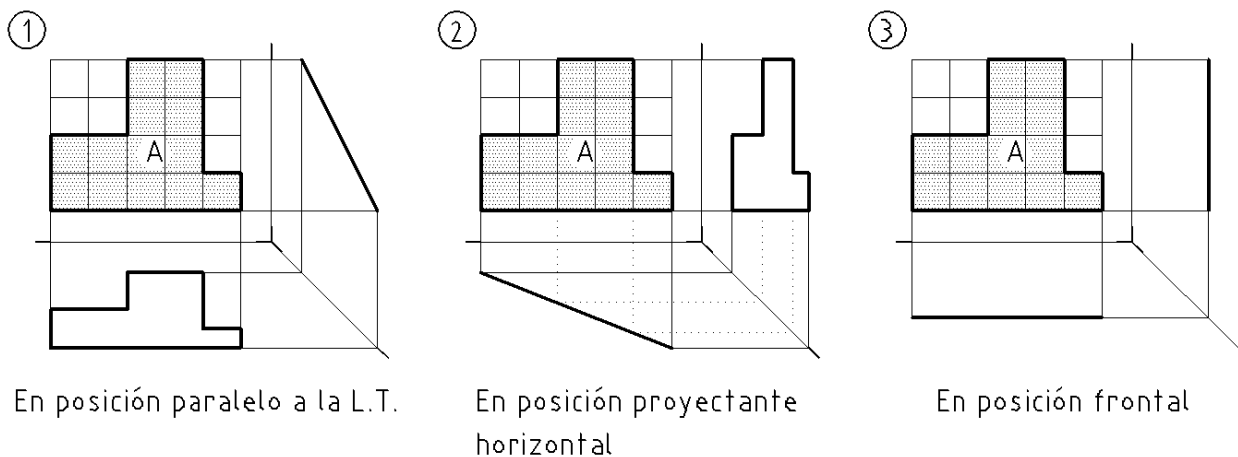 1
2
3
A
A
A
En posición paralelo a la L.T.
En posición proyectante
horizontal
En posición frontal